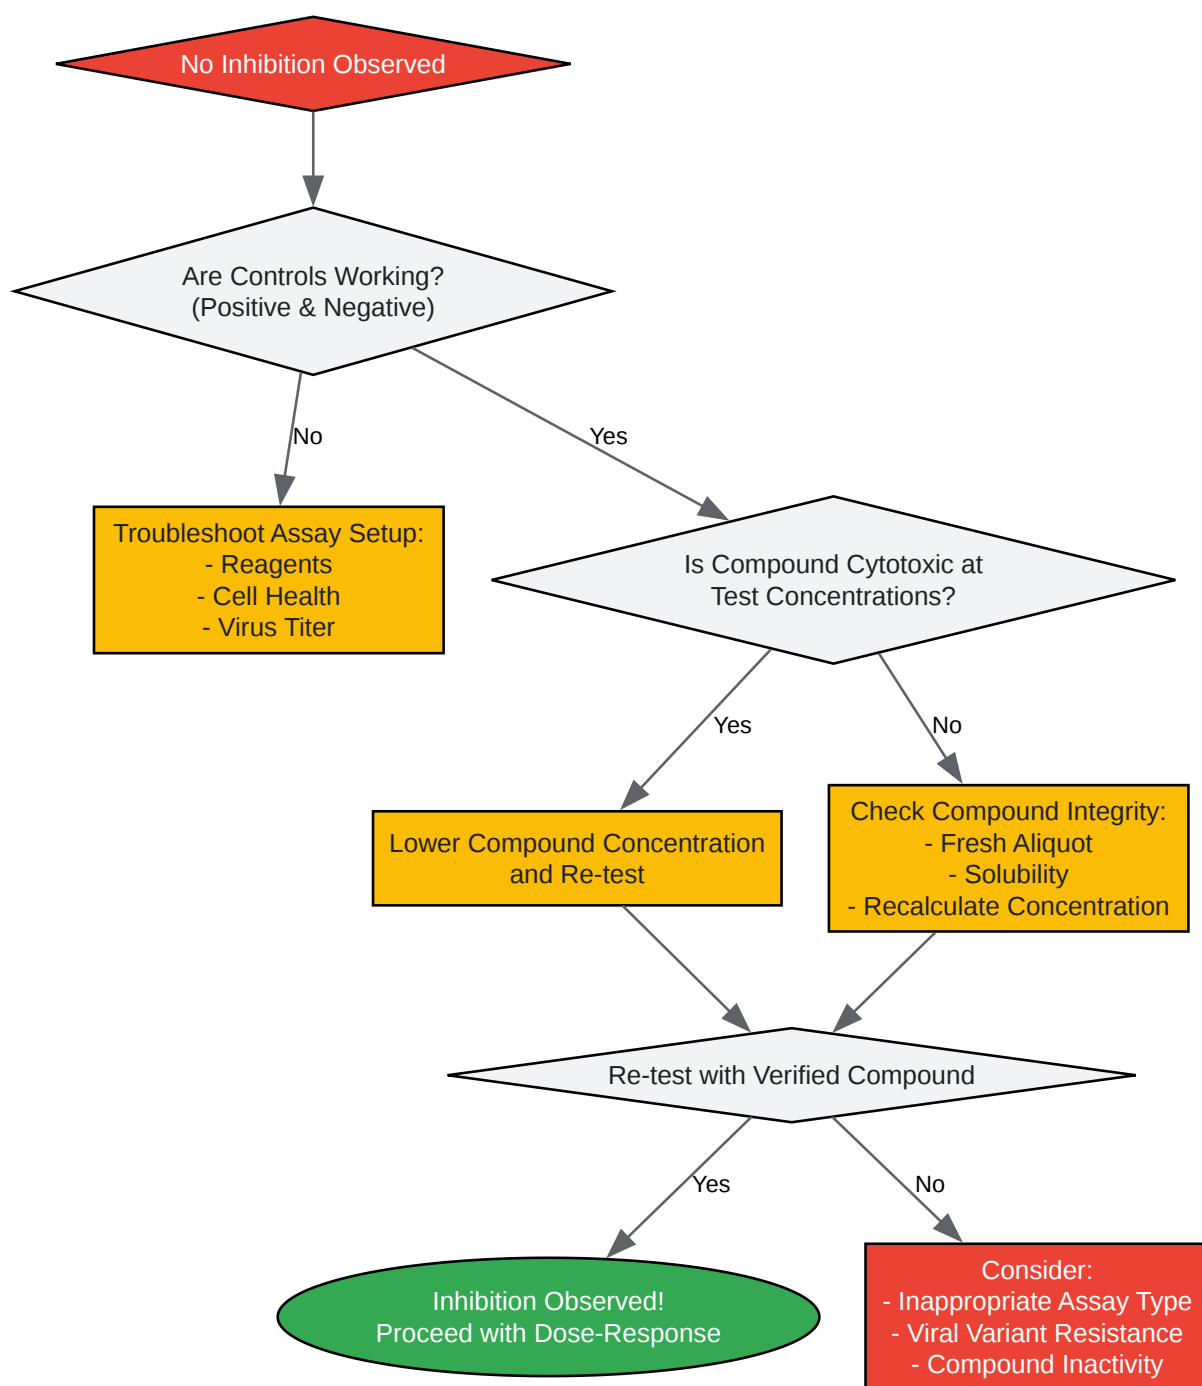 No Inhibition Observed
Are Controls Working?
(Positive & Negative)
No
Yes
Troubleshoot Assay Setup:
- Reagents
- Cell Health
- Virus Titer
Is Compound Cytotoxic at
Test Concentrations?
Yes
No
Lower Compound Concentration
and Re-test
Check Compound Integrity:
- Fresh Aliquot
- Solubility
- Recalculate Concentration
Re-test with Verified Compound
Yes
No
Inhibition Observed!
Proceed with Dose-Response
Consider:
- Inappropriate Assay Type
- Viral Variant Resistance
- Compound Inactivity